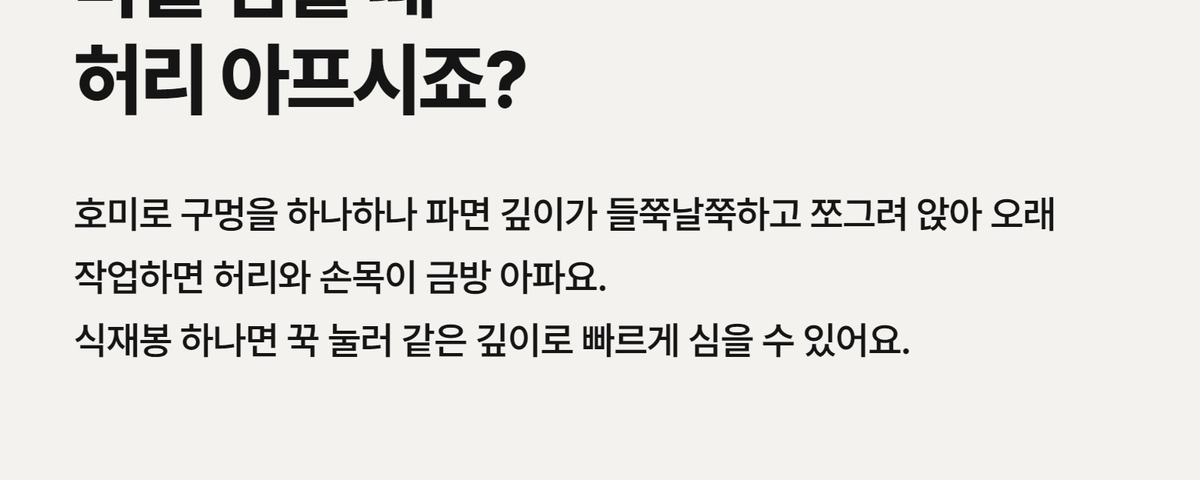 허리 아프시죠?
호미로 구멍을 하나하나 파면 깊이가 들쭉날쭉하고 쪼그려 앉아 오래
작업하면 허리와 손목이 금방 아파요.
식재봉 하나면 꾹 눌러 같은 깊이로 빠르게 심을 수 있어요.